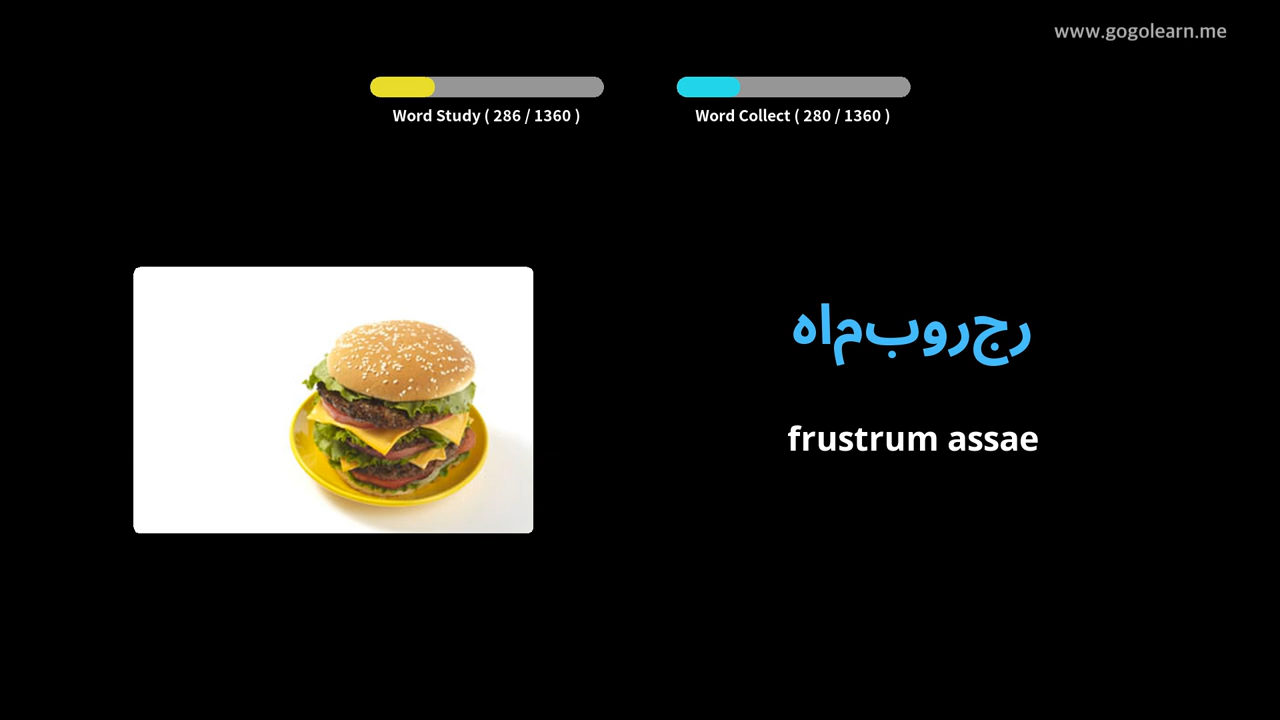 www.gogolearn.me
Word Study ( 286 / 1360 )
Word Collect ( 280 / 1360 )
رجروبماه
frustrum assae